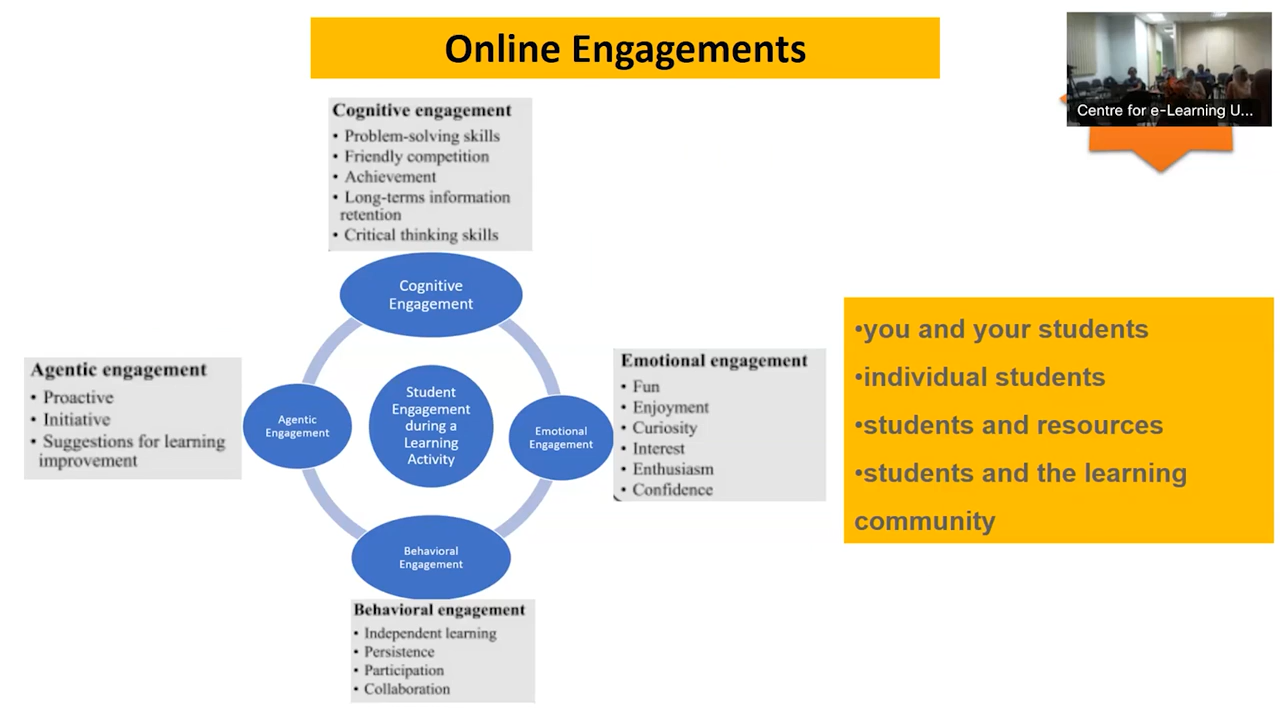 Online Engagements
Centre for e-Learning U...
Cognitive engagement
• Problem-solving skills
• Friendly competition
• Achievement
• Long-terms information
retention
• Critical thinking skills
Cognitive
Engagement
Agentic engagement
• Proactive
• Initiative
• Suggestions for learning
improvement
Agentic
Engagement
Student
Engagement
during a
Learning
Activity
Emotional
Engagement
Emotional engagement
• Fun
• Enjoyment
• Curiosity
• Interest
• Enthusiasm
• Confidence
Behavioral
Engagement
Behavioral engagement
• Independent learning
• Persistence
• Participation
• Collaboration
•you and your students
•individual students
•students and resources
•students and the learning
community